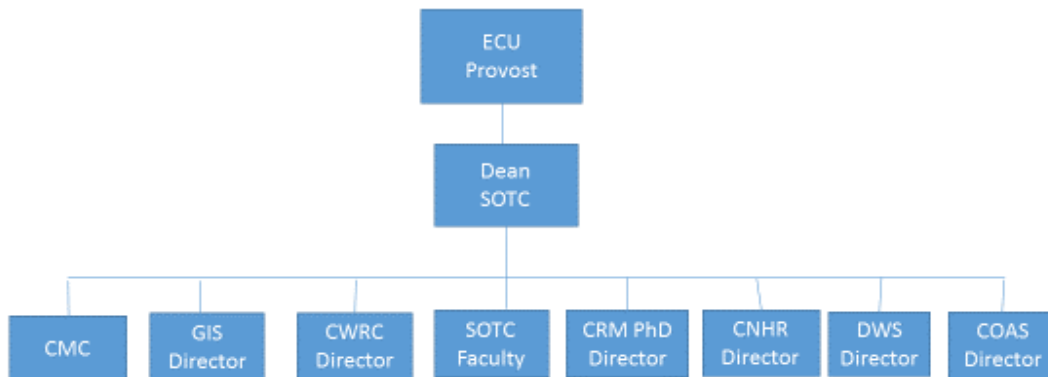 ECU
Provost
Dean
SOTC
CMC
GIS
Director
CWRC
Director
SOTC
Faculty
CRM PhD
Director
CNHR
Director
DWS
Director
COAS
Director